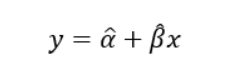 y = α̂ + β̂x